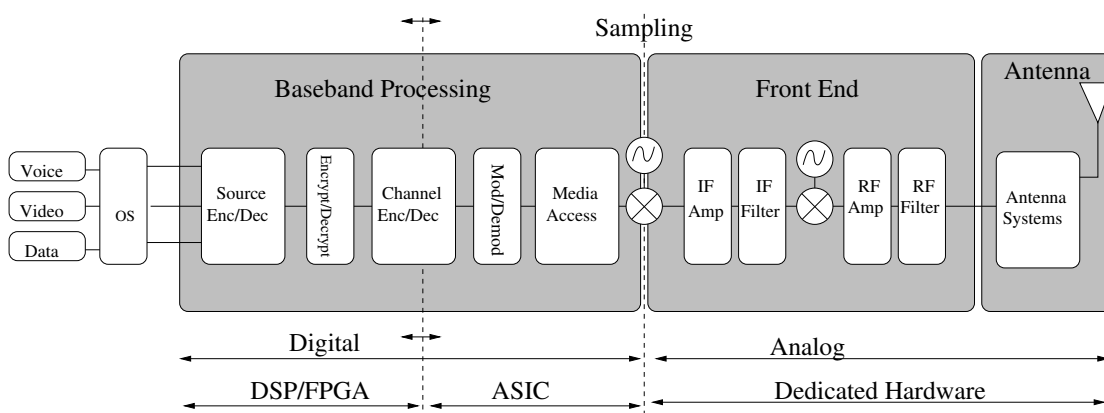 Sampling
Baseband Processing
Front End
Antenna
Voice
Video
Data
OS
Source
Enc/Dec
Encrypt/Decrypt
Channel
Enc/Dec
Mod/Demod
Media
Access
IF
Amp
IF
Filter
RF
Amp
RF
Filter
Antenna
Systems
Digital
Analog
DSP/FPGA
ASIC
Dedicated Hardware